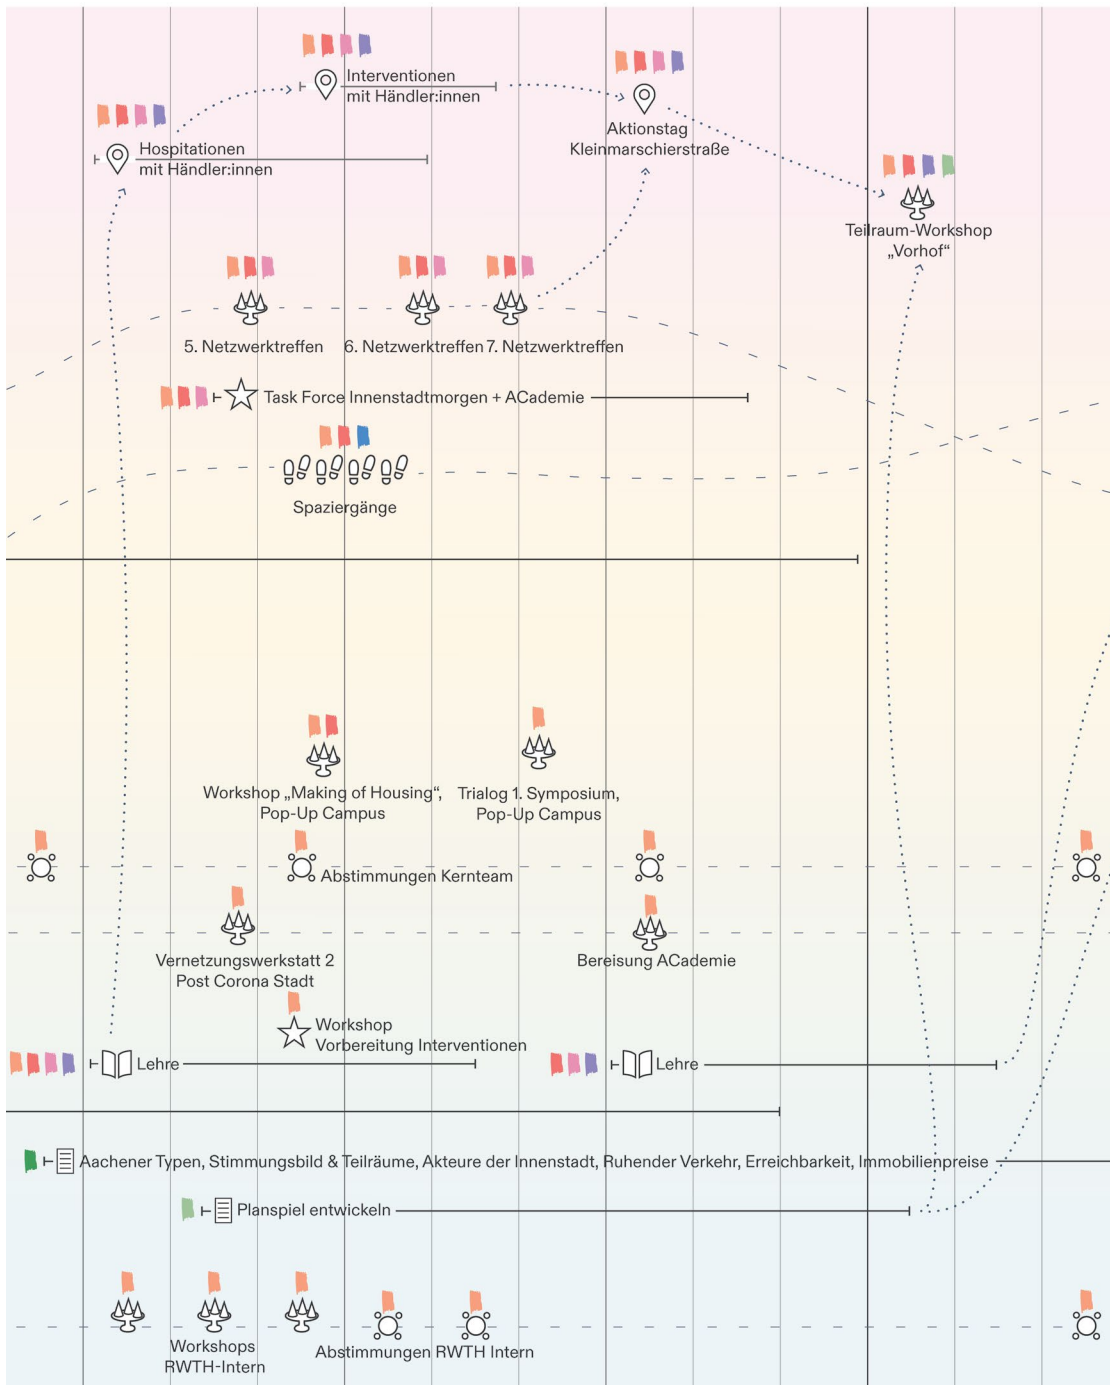 Interventionen
mit Händler:innen
Aktionstag
Kleinmarschierstraße
Hospitationen
mit Händler:innen
Teilraum-Workshop
„Vorhof“
5. Netzwerktreffen
6. Netzwerktreffen
7. Netzwerktreffen
Task Force Innenstadtmorgen + ACademie
Spaziergänge
Workshop „Making of Housing“,
Pop-Up Campus
Trialog 1. Symposium,
Pop-Up Campus
Abstimmungen Kernteam
Vernetzungswerkstatt 2
Post Corona Stadt
Bereisung ACademie
Workshop
Vorbereitung Interventionen
Lehre
Lehre
Aachener Typen, Stimmungsbild & Teilräume, Akteure der Innenstadt, Ruhender Verkehr, Erreichbarkeit, Immobilienpreise
Planspiel entwickeln
Workshops
RWTH-Intern
Abstimmungen RWTH Intern